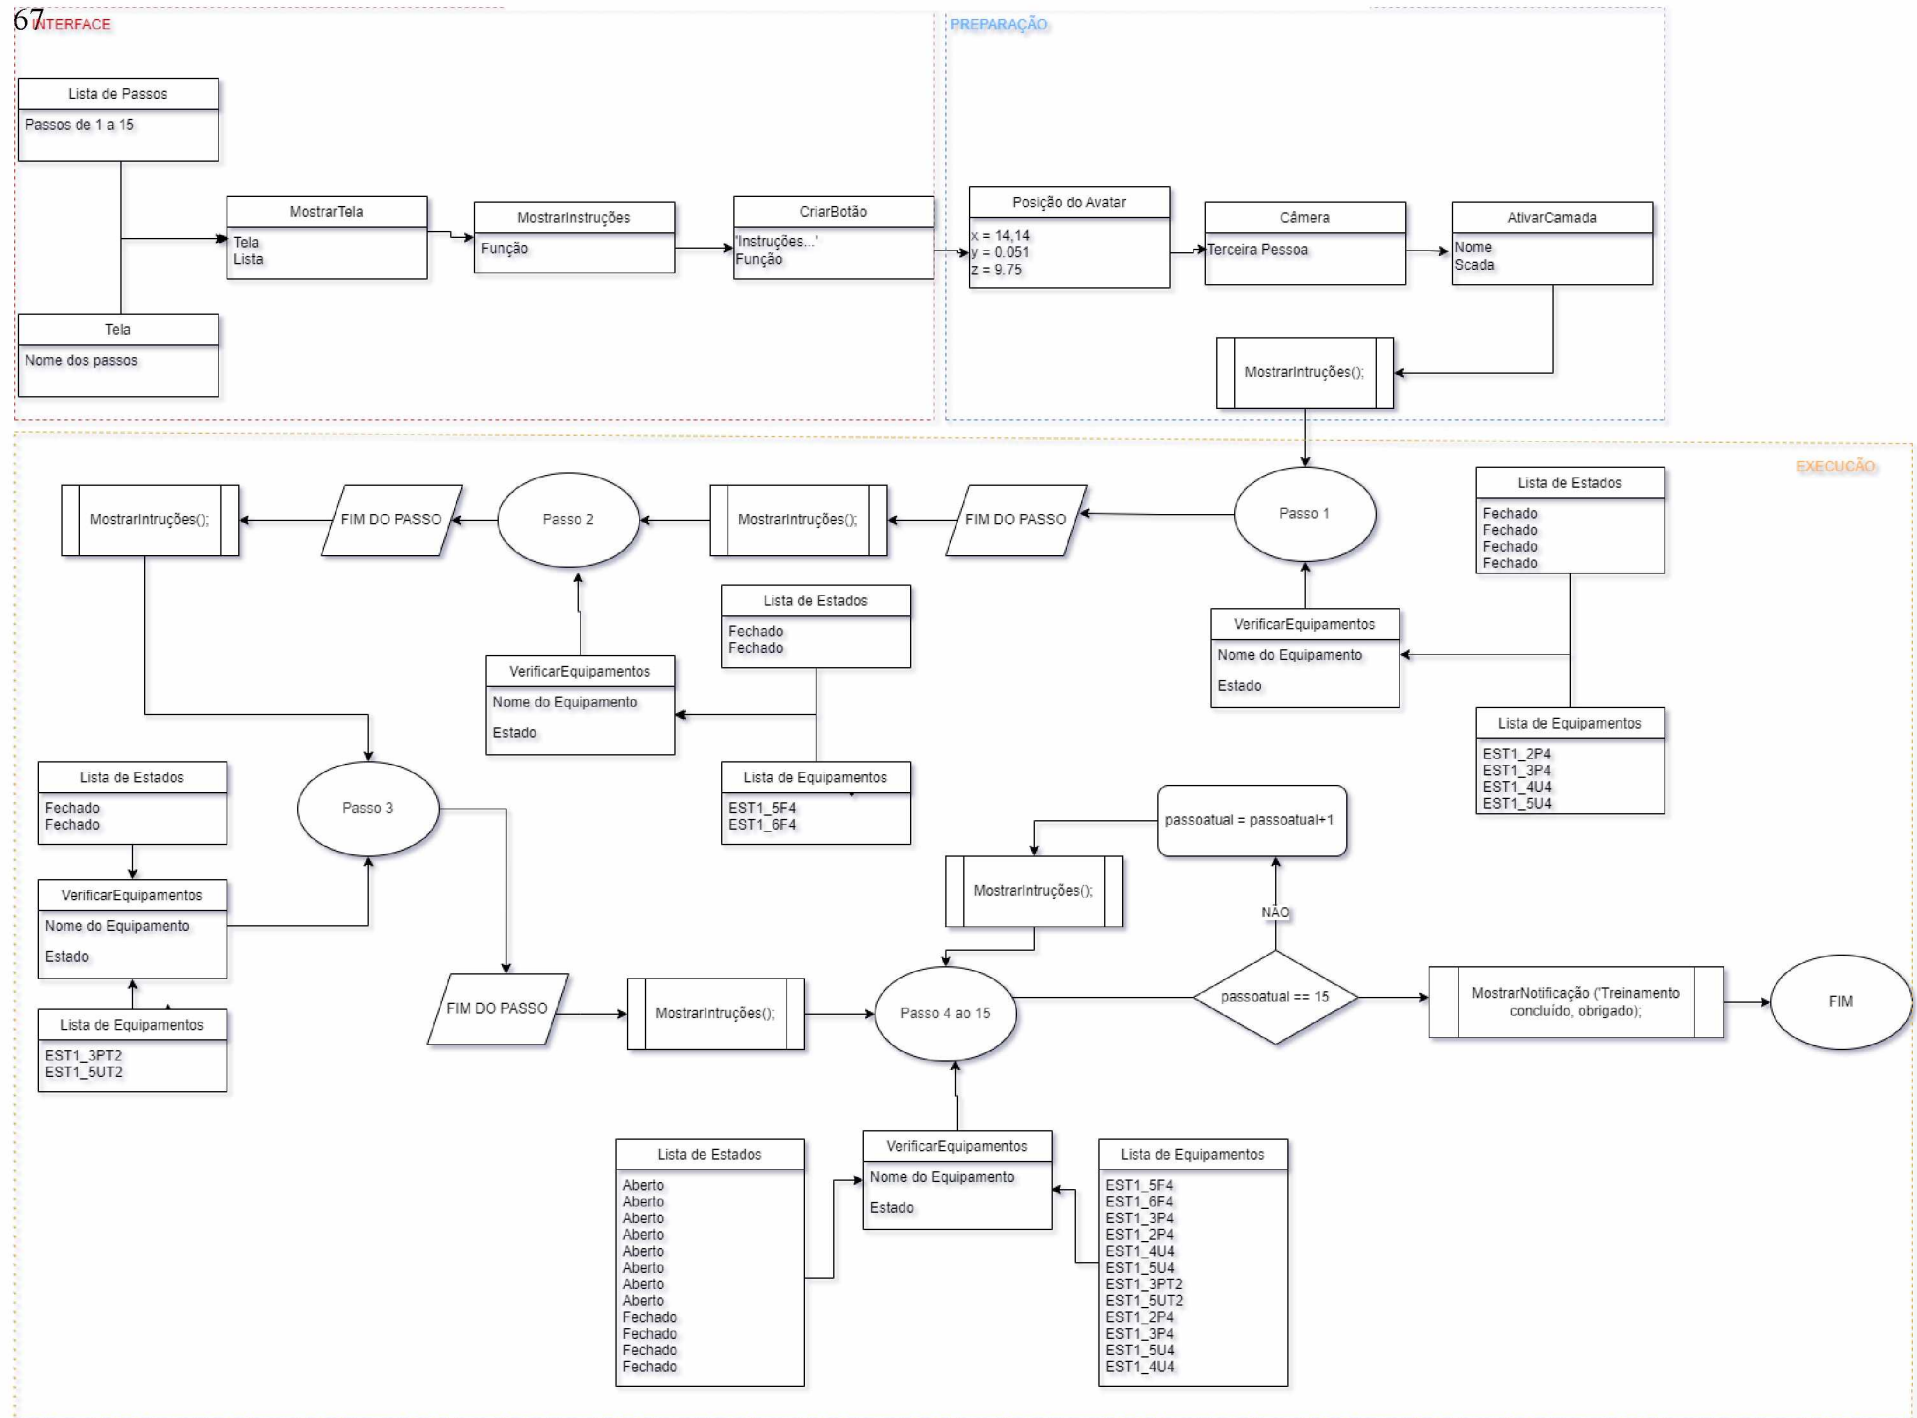 67
INTERFACE
PREPARAÇÃO
Lista de Passos
Passos de 1 a 15
MostrarTela
Tela
Lista
MostrarInstruções
Função
CriarBotão
'Instruções...'
Função
Posição do Avatar
x = 14,14
y = 0.051
z = 9.75
Câmera
Terceira Pessoa
AtivarCamada
Nome
Scada
Tela
Nome dos passos
MostrarIntruções();
EXECUCÃO
MostrarIntruções();
FIM DO PASSO
Passo 2
MostrarIntruções();
FIM DO PASSO
Passo 1
Lista de Estados
Fechado
Fechado
Fechado
Fechado
Lista de Estados
Fechado
Fechado
VerificarEquipamentos
Nome do Equipamento
Estado
VerificarEquipamentos
Nome do Equipamento
Estado
Lista de Equipamentos
EST1_2P4
EST1_3P4
EST1_4U4
EST1_5U4
Lista de Equipamentos
EST1_5F4
EST1_6F4
Lista de Estados
Fechado
Fechado
Passo 3
passoatual = passoatual+1
MostrarIntruções();
NÃO
VerificarEquipamentos
Nome do Equipamento
Estado
Lista de Equipamentos
EST1_3PT2
EST1_5UT2
FIM DO PASSO
MostrarIntruções();
Passo 4 ao 15
passoatual == 15
MostrarNotificação ('Treinamento
concluído, obrigado);
FIM
Lista de Estados
Aberto
Aberto
Aberto
Aberto
Aberto
Aberto
Aberto
Aberto
Fechado
Fechado
Fechado
Fechado
VerificarEquipamentos
Nome do Equipamento
Estado
Lista de Equipamentos
EST1_5F4
EST1_6F4
EST1_3P4
EST1_2P4
EST1_4U4
EST1_5U4
EST1_3PT2
EST1_5UT2
EST1_2P4
EST1_3P4
EST1_5U4
EST1_4U4